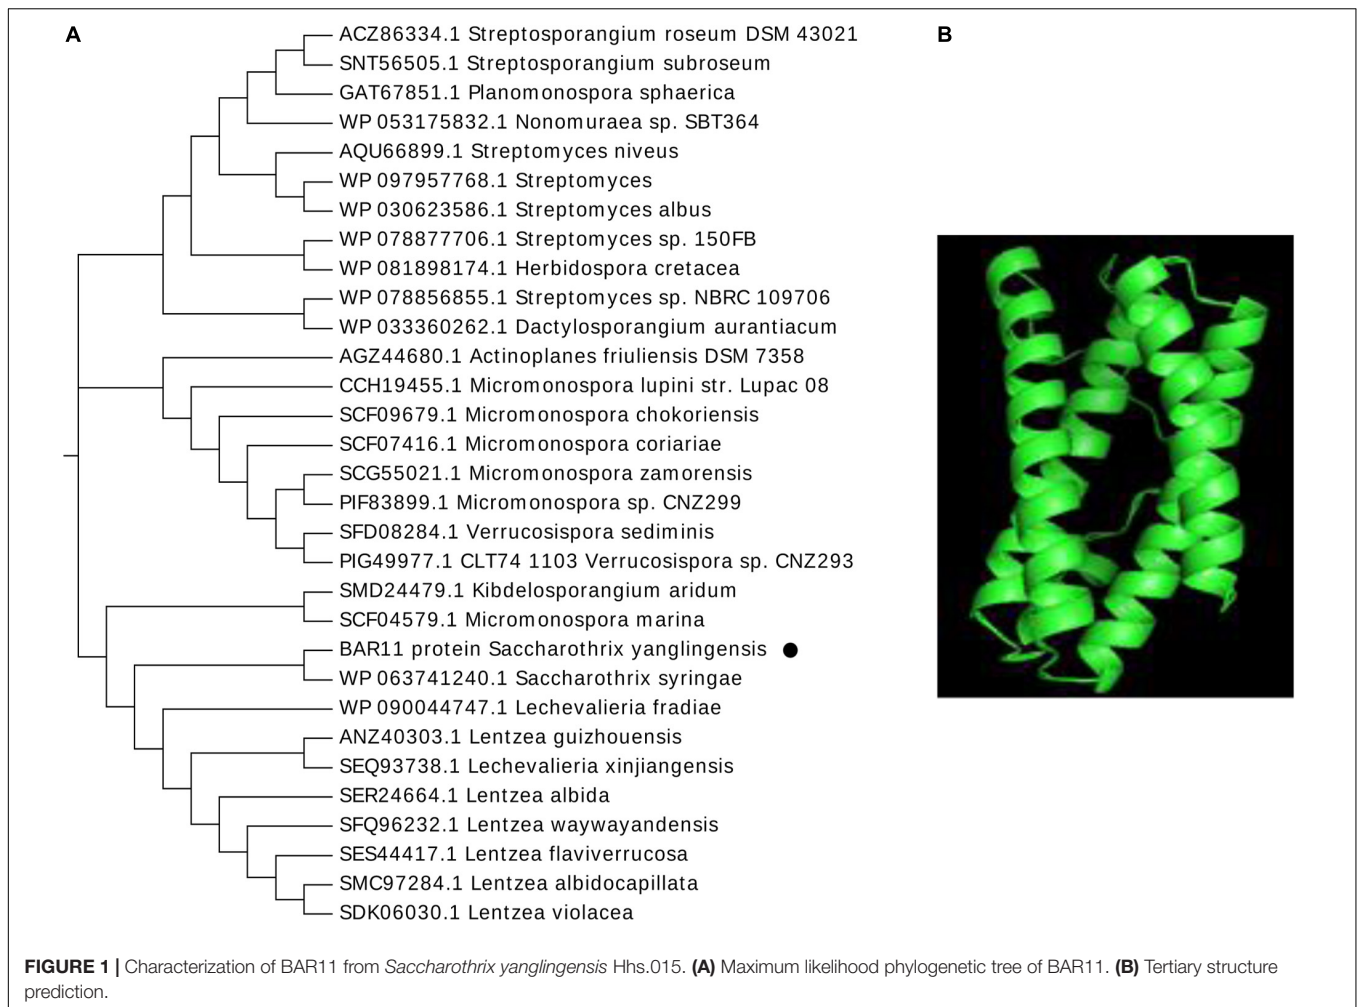 A
B
ACZ86334.1 Streptosporangium roseum DSM 43021
SNT56505.1 Streptosporangium subroseum
GAT67851.1 Planomonospora sphaerica
WP 053175832.1 Nonomuraea sp. SBT364
AQU66899.1 Streptomyces niveus
WP 097957768.1 Streptomyces
WP 030623586.1 Streptomyces albus
WP 078877706.1 Streptomyces sp. 150FB
WP 081898174.1 Herbidospora cretacea
WP 078856855.1 Streptomyces sp. NBRC 109706
WP 033360262.1 Dactylosporangium aurantiacum
AGZ44680.1 Actinoplanes friuliensis DSM 7358
CCH19455.1 Micromonospora lupini str. Lupac 08
SCF09679.1 Micromonospora chokoriensis
SCF07416.1 Micromonospora coriariae
SCG55021.1 Micromonospora zamorensis
PIF83899.1 Micromonospora sp. CNZ299
SFD08284.1 Verrucosispora sediminis
PIG49977.1 CLT74 1103 Verrucosispora sp. CNZ293
SMD24479.1 Kibdelosporangium aridum
SCF04579.1 Micromonospora marina
BAR11 protein Saccharothrix yanglingensis
WP 063741240.1 Saccharothrix syringae
WP 090044747.1 Lechevalieria fradiae
ANZ40303.1 Lentzea guizhouensis
SEQ93738.1 Lechevalieria xinjiangensis
SER24664.1 Lentzea albida
SFQ96232.1 Lentzea waywayandensis
SES44417.1 Lentzea flaviverrucosa
SMC97284.1 Lentzea albidocapillata
SDK06030.1 Lentzea violacea
FIGURE 1 | Characterization of BAR11 from Saccharothrix yanglingensis Hhs.015. (A) Maximum likelihood phylogenetic tree of BAR11. (B) Tertiary structure
prediction.